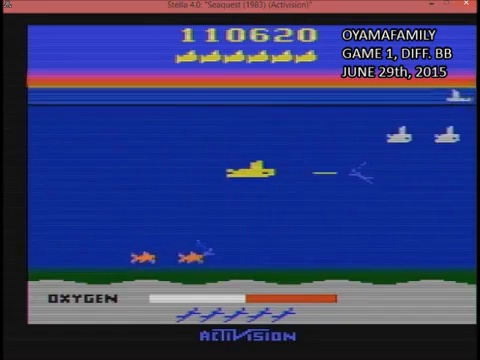 Stella 4.0: "Seaquest (1983) (Activision)"
110620
OYAMAFAMILY
GAME 1, DIFF. BB
JUNE 29th, 2015
OXYGEN
ACTIVISION